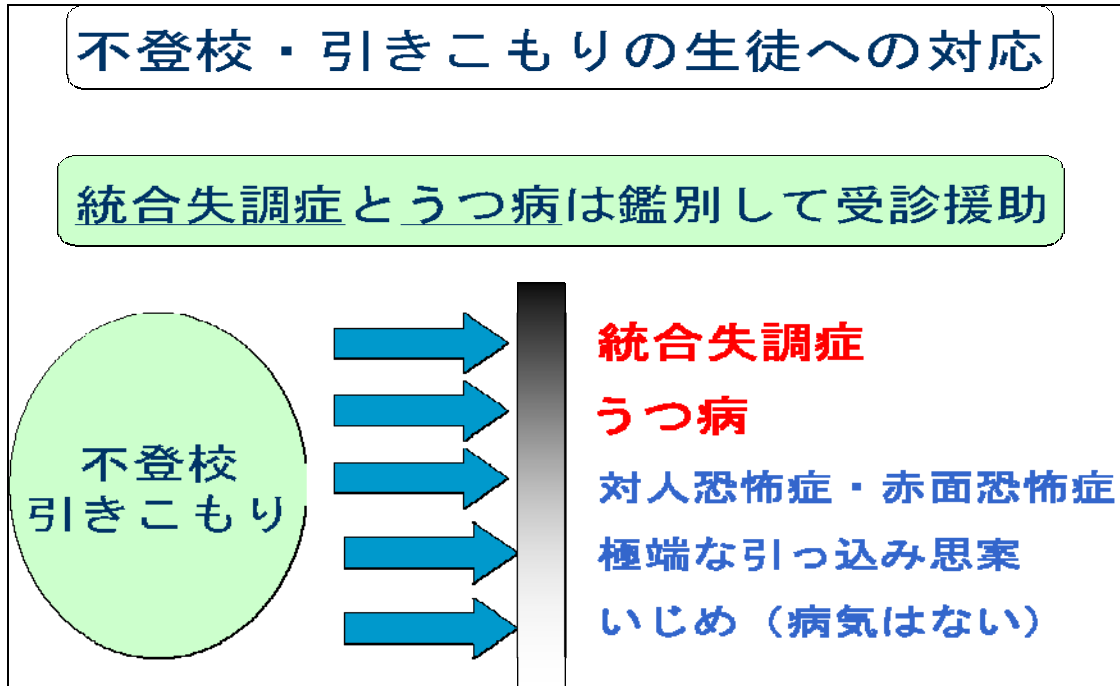 不登校・引きこもりの生徒への対応
統合失調症とうつ病は鑑別して受診援助
不登校
引きこもり
統合失調症
うつ病
対人恐怖症・赤面恐怖症
極端な引っ込み思案
いじめ（病気はない）